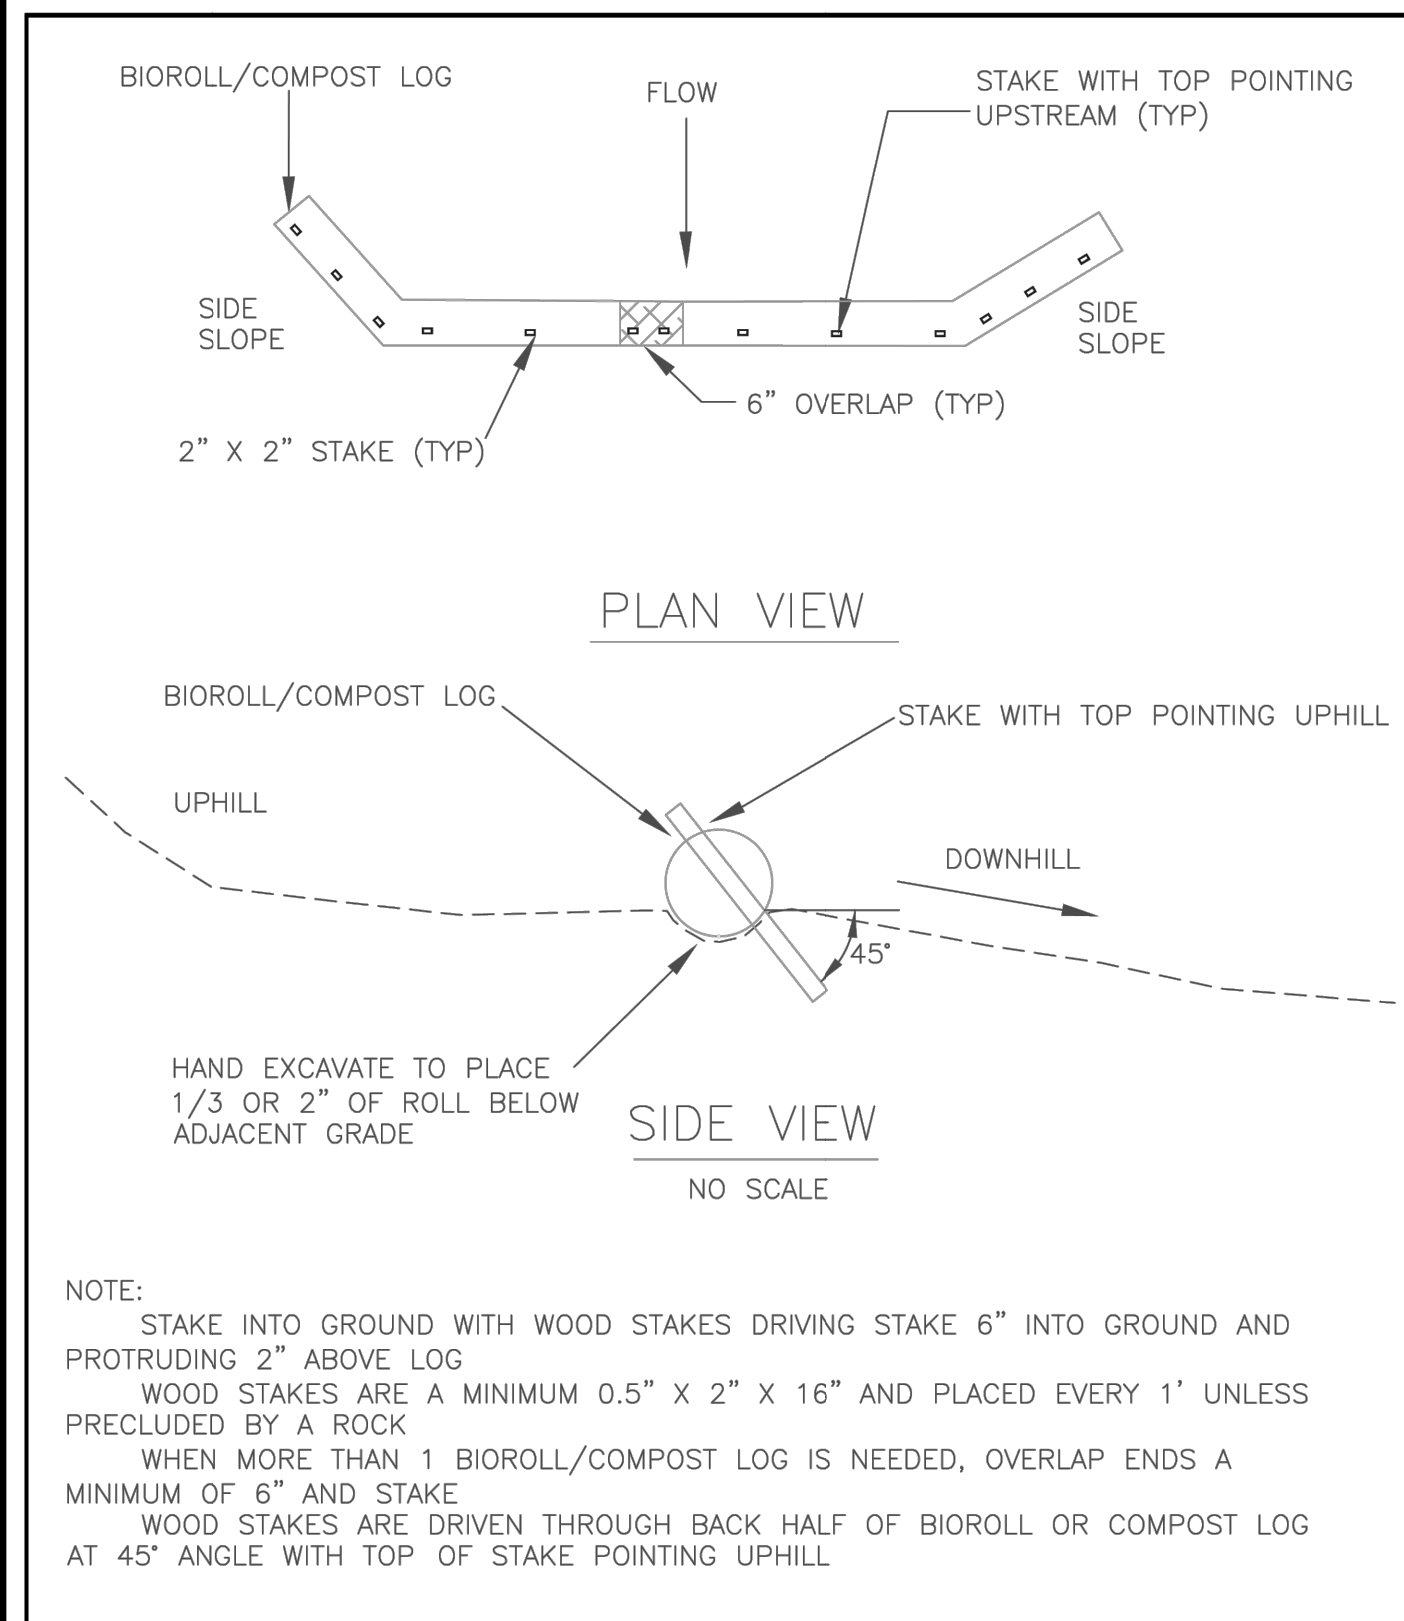 BIOROLL/COMPOST LOG
FLOW
STAKE WITH TOP POINTING
UPSTREAM (TYP)
SIDE
SLOPE
SIDE
SLOPE
6” OVERLAP (TYP)
2” X 2” STAKE (TYP)
PLAN VIEW
BIOROLL/COMPOST LOG
STAKE WITH TOP POINTING UPHILL
UPHILL
DOWNHILL
45°
HAND EXCAVATE TO PLACE
1/3 OR 2” OF ROLL BELOW
ADJACENT GRADE
SIDE VIEW
NO SCALE
NOTE:
STAKE INTO GROUND WITH WOOD STAKES DRIVING STAKE 6” INTO GROUND AND
PROTRUDING 2” ABOVE LOG
WOOD STAKES ARE A MINIMUM 0.5” X 2” X 16” AND PLACED EVERY 1’ UNLESS
PRECLUDED BY A ROCK
WHEN MORE THAN 1 BIOROLL/COMPOST LOG IS NEEDED, OVERLAP ENDS A
MINIMUM OF 6” AND STAKE
WOOD STAKES ARE DRIVEN THROUGH BACK HALF OF BIOROLL OR COMPOST LOG
AT 45° ANGLE WITH TOP OF STAKE POINTING UPHILL